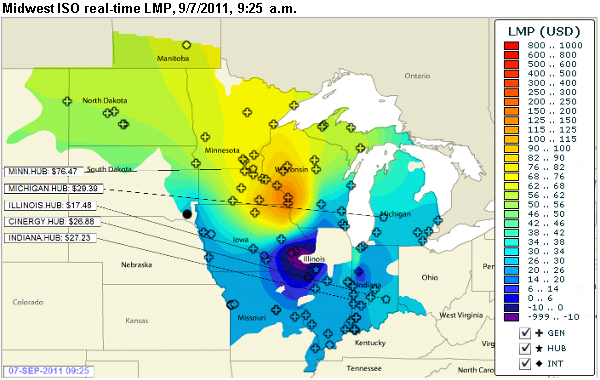 Midwest ISO real-time LMP, 9/7/2011, 9:25 a.m.
Manitoba
Ontario
North Dakota
Minnesota
South Dakota
Wisconsin
MINN.HUB: $76.47
MICHIGAN.HUB: $29.39
ILLINOIS.HUB: $17.48
CINERGY.HUB: $26.88
INDIANA.HUB: $27.23
Michigan
Iowa
Illinois
Nebraska
Indiana
Ohio
Colorado
Kansas
Missouri
West Virginia
Kentucky
Virginia
Tennessee
07-SEP-2011 09:25
LMP (USD)
800 .. 1000
600 .. 800
500 .. 600
400 .. 500
300 .. 400
250 .. 300
200 .. 250
150 .. 200
125 .. 150
115 .. 125
100 .. 115
90 .. 100
82 .. 90
76 .. 82
68 .. 76
62 .. 68
56 .. 62
50 .. 56
46 .. 50
42 .. 46
38 .. 42
34 .. 38
30 .. 34
26 .. 30
20 .. 26
14 .. 20
6 .. 14
0 .. 6
-10 .. 0
-999 .. -10
GEN
HUB
INT